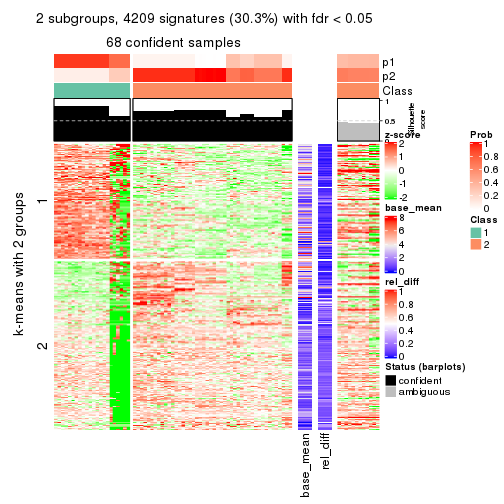 2 subgroups, 4209 signatures (30.3%) with fdr < 0.05
68 confident samples
p1
p2
Class
1
0.5
0
Silhouette
score
k-means with 2 groups
1
2
base_mean
rel_diff
z-score
2
1
0
-1
-2
base_mean
8
6
4
2
0
rel_diff
1
0.8
0.6
0.4
0.2
0
Status (barplots)
confident
ambiguous
Prob
1
0.8
0.6
0.4
0.2
0
Class
1
2